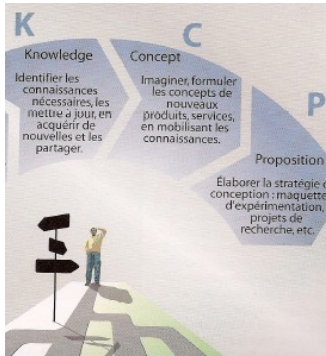 K
Knowledge
Identifier les
connaissances
nécessaires, les
mettre à jour, en
acquérir de
nouvelles et les
partager.
C
Concept
Imaginer, formuler
les concepts de
nouveaux
produits, services,
en mobilisant les
connaissances.
P
Proposition
Élaborer la stratégie
conception : maquette
d'expérimentation,
projets de
recherche, etc.